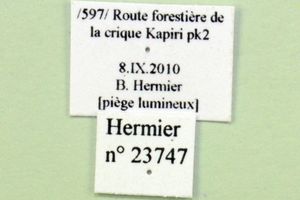 /597/ Route forestière de
la crique Kapiri pk2
8.IX.2010
B. Hermier
[piège lumineux]
Hermier
n° 23747